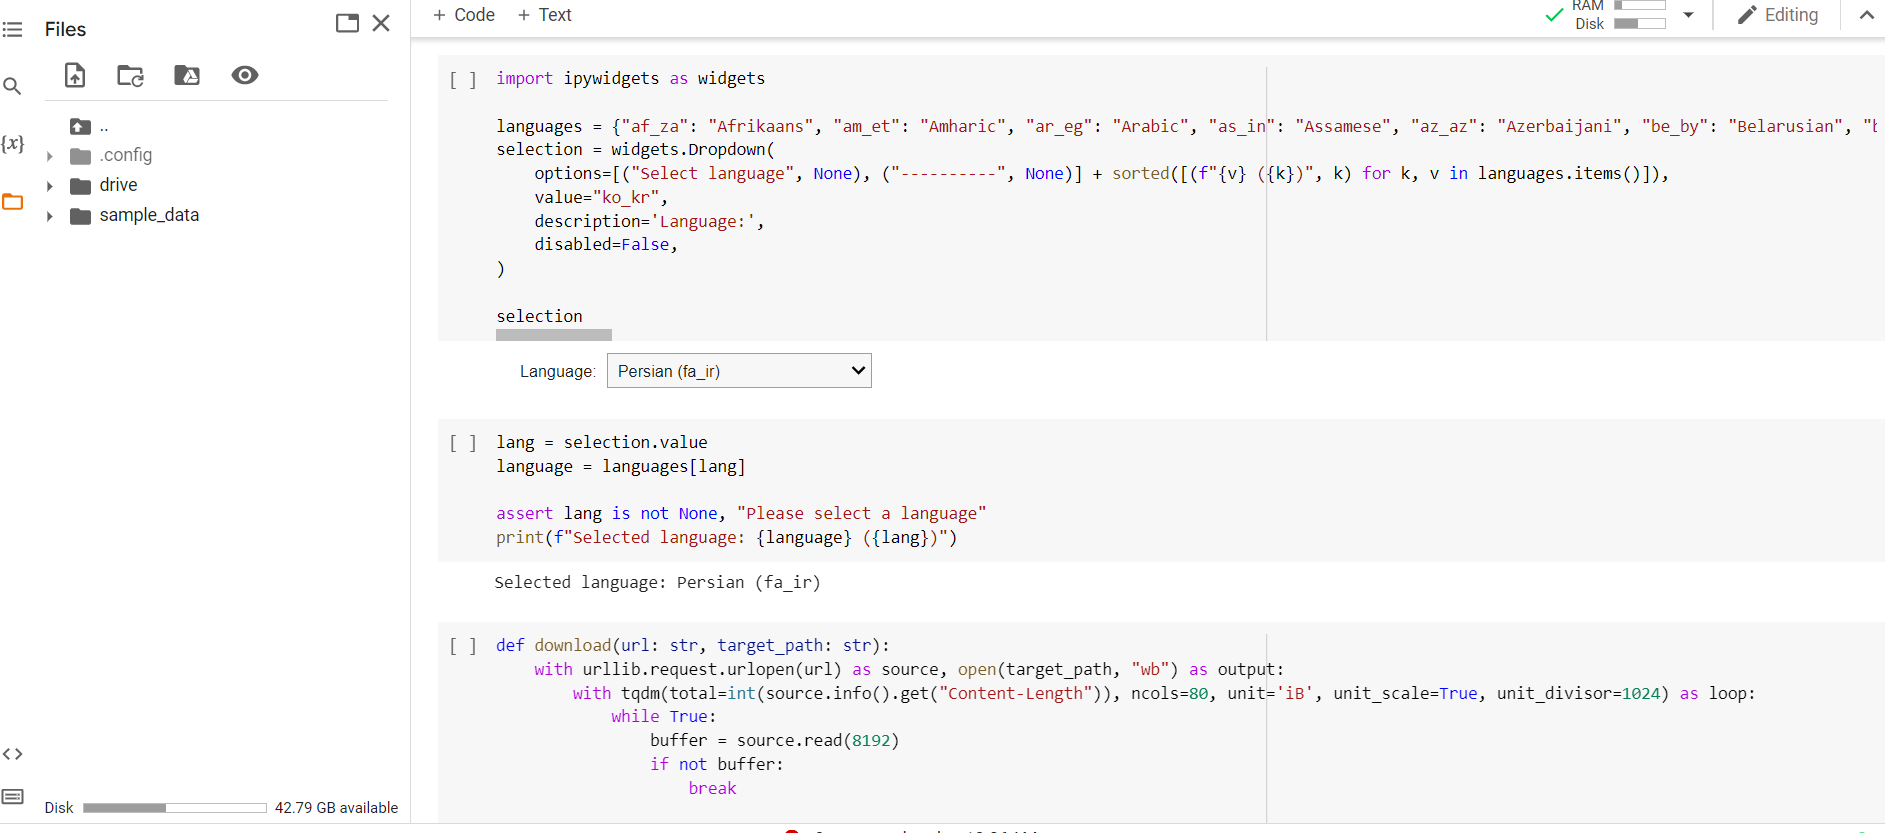 Files
+ Code + Text
RAM
Disk
Editing
..
.config
drive
sample_data
{x}
Disk 42.79 GB available
[ ] import ipywidgets as widgets
languages = {"af_za": "Afrikaans", "am_et": "Amharic", "ar_eg": "Arabic", "as_in": "Assamese", "az_az": "Azerbaijani", "be_by": "Belarusian", "b
selection = widgets.Dropdown(
    options=[("Select language", None), ("----------", None)] + sorted([(f"{v} ({k})", k) for k, v in languages.items()]),
    value="ko_kr",
    description='Language:',
    disabled=False,
)
selection
Language: Persian (fa_ir)
[ ] lang = selection.value
language = languages[lang]
assert lang is not None, "Please select a language"
print(f"Selected language: {language} ({lang})")
Selected language: Persian (fa_ir)
[ ] def download(url: str, target_path: str):
    with urllib.request.urlopen(url) as source, open(target_path, "wb") as output:
        with tqdm(total=int(source.info().get("Content-Length")), ncols=80, unit='iB', unit_scale=True, unit_divisor=1024) as loop:
            while True:
                buffer = source.read(8192)
                if not buffer:
                    break